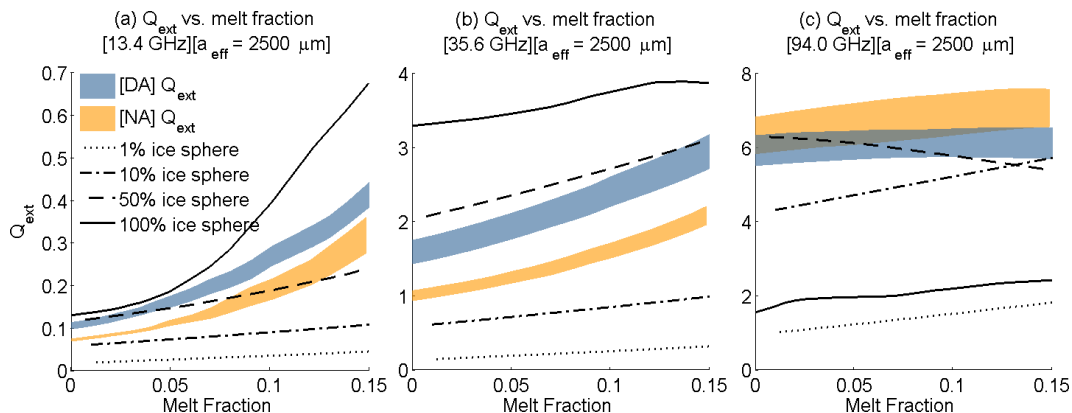 (a) Q_ext vs. melt fraction
[13.4 GHz][a_eff = 2500 μm]
0.7
0.6
0.5
0.4
0.3
0.2
0.1
0
Q_ext
[DA] Q_ext
[NA] Q_ext
1% ice sphere
10% ice sphere
50% ice sphere
100% ice sphere
0
0.05
0.1
0.15
Melt Fraction
(b) Q_ext vs. melt fraction
[35.6 GHz][a_eff = 2500 μm]
4
3
2
1
0
0
0.05
0.1
0.15
Melt Fraction
(c) Q_ext vs. melt fraction
[94.0 GHz][a_eff = 2500 μm]
8
6
4
2
0
0
0.05
0.1
0.15
Melt Fraction